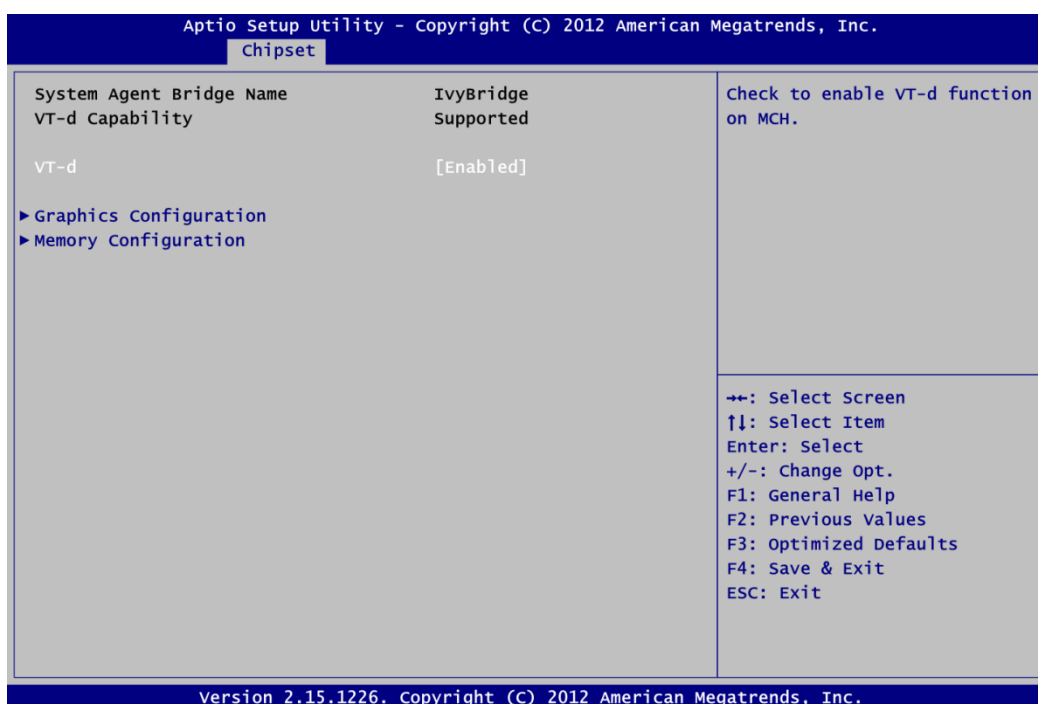 Aptio Setup Utility - Copyright (C) 2012 American Megatrends, Inc.
Chipset
System Agent Bridge Name IvyBridge
VT-d Capability Supported
VT-d [Enabled]
▶ Graphics Configuration
▶ Memory Configuration
Check to enable VT-d function
on MCH.
→←: Select Screen
↑↓: Select Item
Enter: Select
+/-: Change Opt.
F1: General Help
F2: Previous Values
F3: Optimized Defaults
F4: Save & Exit
ESC: Exit
Version 2.15.1226. Copyright (C) 2012 American Megatrends, Inc.